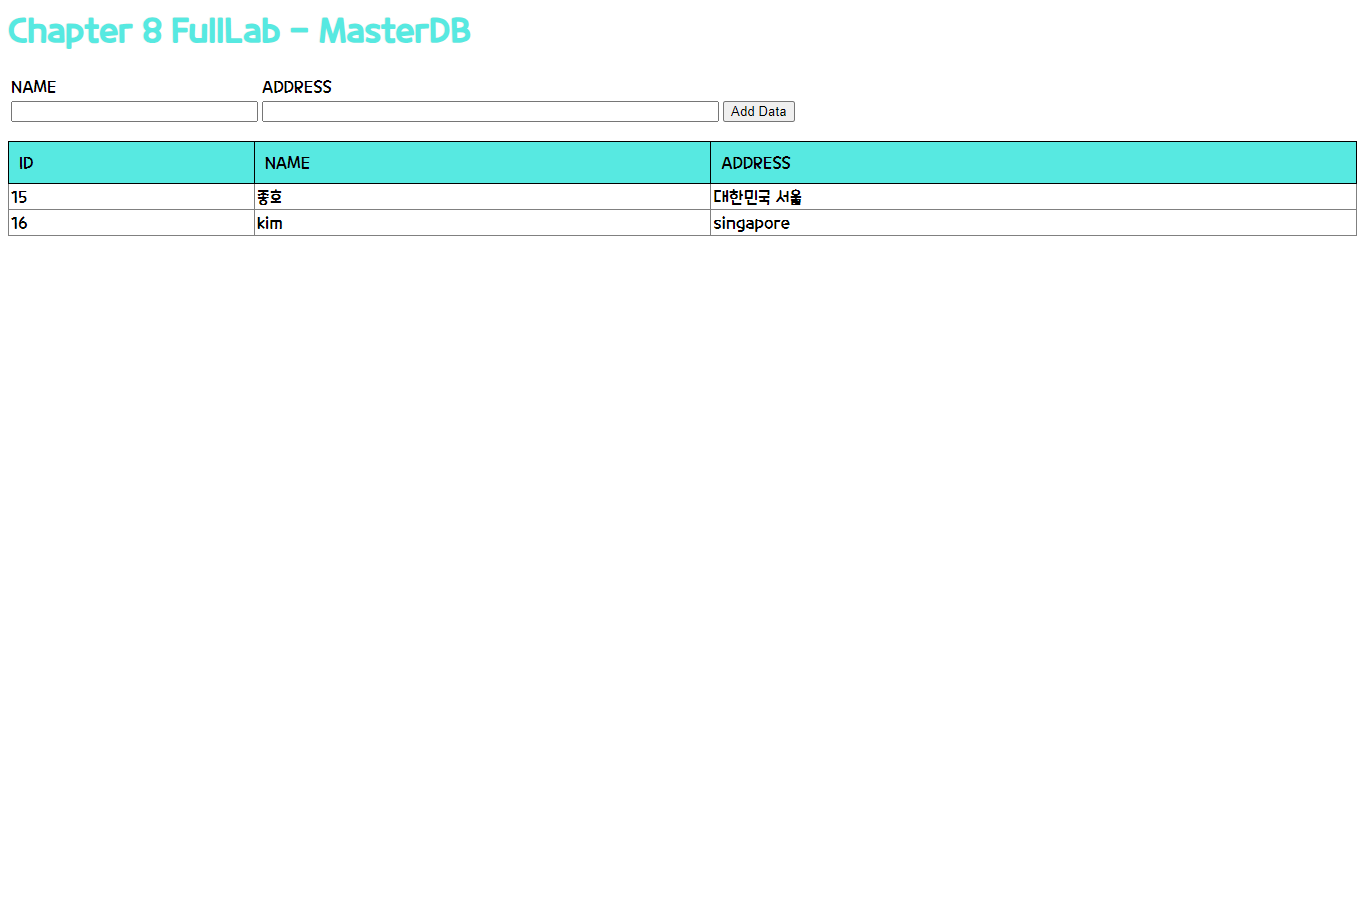 Chapter 8 FullLab - MasterDB
NAME ADDRESS
Add Data
ID NAME ADDRESS
15 종호 대한민국 서울
16 kim singapore